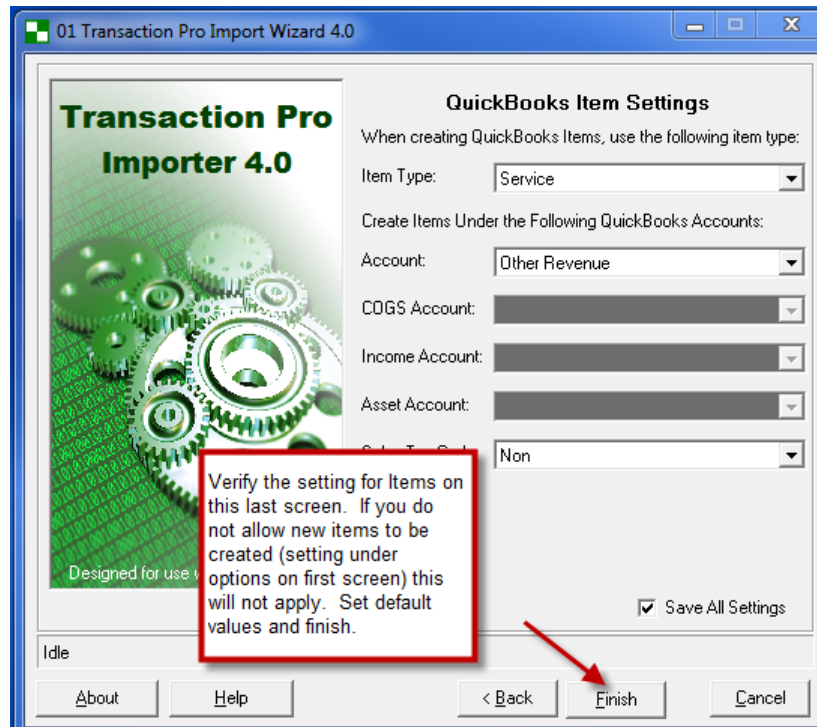 01 Transaction Pro Import Wizard 4.0
Transaction Pro
Importer 4.0
Designed for use
QuickBooks Item Settings
When creating QuickBooks Items, use the following item type:
Item Type:
Service
Create Items Under the Following QuickBooks Accounts:
Account:
Other Revenue
COGS Account:
Income Account:
Asset Account:
Non
Verify the setting for Items on
this last screen. If you do
not allow new items to be
created (setting under
options on first screen) this
will not apply. Set default
values and finish.
Save All Settings
Idle
About
Help
< Back
Finish
Cancel